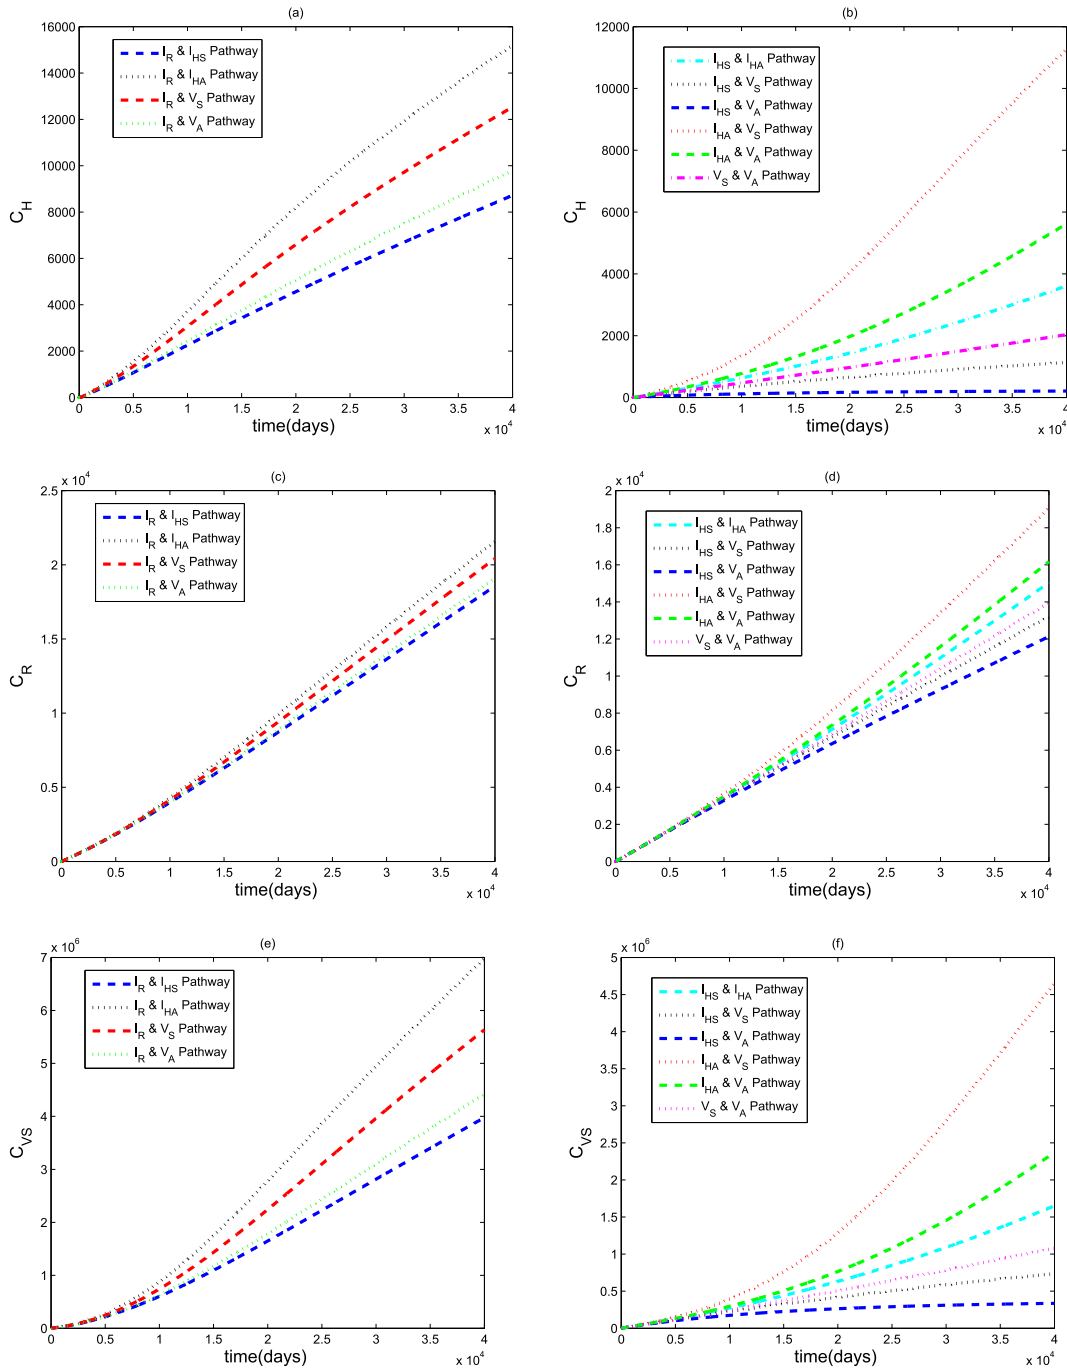 (a)
16000
14000
12000
10000
8000
6000
4000
2000
0
C_H
I_R & I_HS Pathway
I_R & I_HA Pathway
I_R & V_S Pathway
I_R & V_A Pathway
0 0.5 1 1.5 2 2.5 3 3.5 4
time(days)
x 10^4
(b)
12000
10000
8000
6000
4000
2000
0
C_H
I_HS & I_HA Pathway
I_HS & V_S Pathway
I_HS & V_A Pathway
I_HA & V_S Pathway
I_HA & V_A Pathway
V_S & V_A Pathway
0 0.5 1 1.5 2 2.5 3 3.5 4
time(days)
x 10^4
(c)
x 10^4
2.5
2
1.5
1
0.5
0
C_R
I_R & I_HS Pathway
I_R & I_HA Pathway
I_R & V_S Pathway
I_R & V_A Pathway
0 0.5 1 1.5 2 2.5 3 3.5 4
time(days)
x 10^4
(d)
x 10^4
2
1.8
1.6
1.4
1.2
1
0.8
0.6
0.4
0.2
0
C_R
I_HS & I_HA Pathway
I_HS & V_S Pathway
I_HS & V_A Pathway
I_HA & V_S Pathway
I_HA & V_A Pathway
V_S & V_A Pathway
0 0.5 1 1.5 2 2.5 3 3.5 4
time(days)
x 10^4
(e)
x 10^6
7
6
5
4
3
2
1
0
C_VS
I_R & I_HS Pathway
I_R & I_HA Pathway
I_R & V_S Pathway
I_R & V_A Pathway
0 0.5 1 1.5 2 2.5 3 3.5 4
time(days)
x 10^4
(f)
x 10^6
5
4.5
4
3.5
3
2.5
2
1.5
1
0.5
0
C_VS
I_HS & I_HA Pathway
I_HS & V_S Pathway
I_HS & V_A Pathway
I_HA & V_S Pathway
I_HA & V_A Pathway
V_S & V_A Pathway
0 0.5 1 1.5 2 2.5 3 3.5 4
time(days)
x 10^4